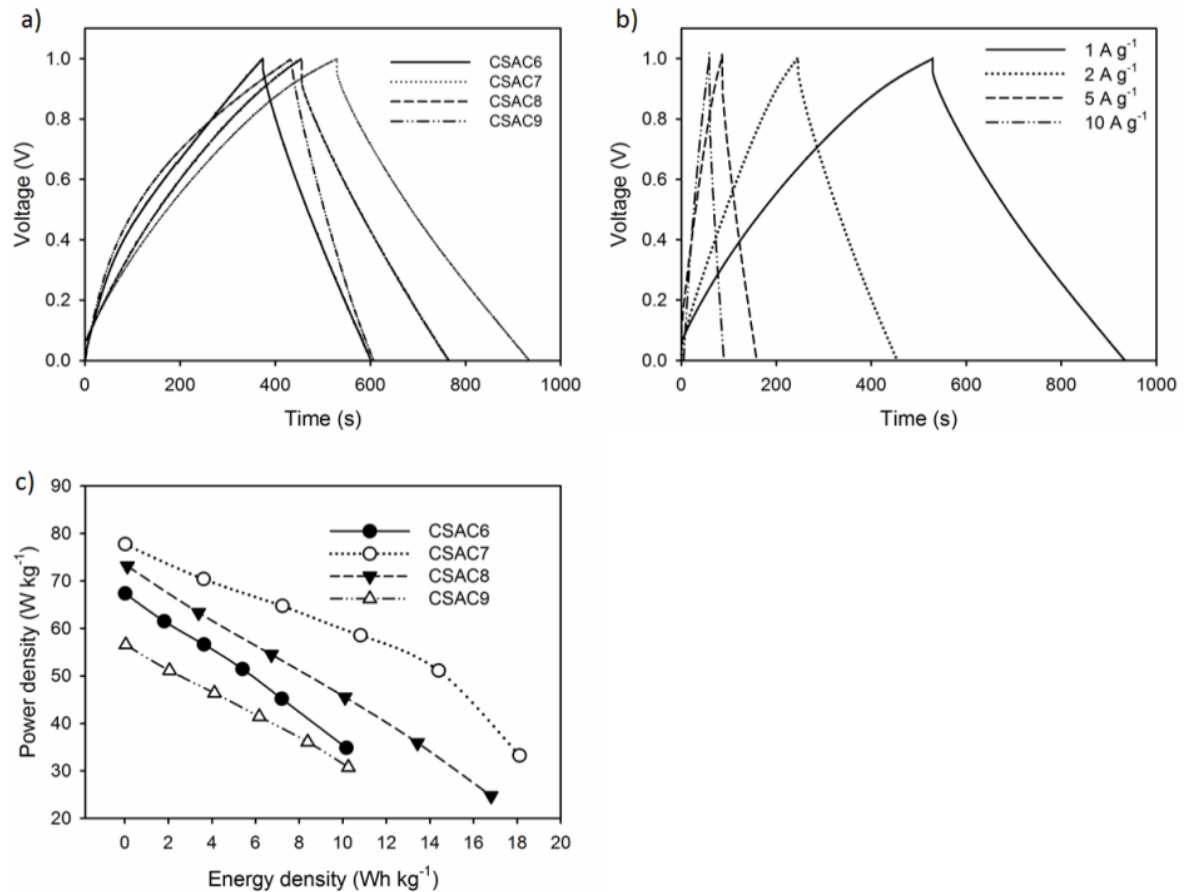 a)
1.0
0.8
0.6
0.4
0.2
0.0
Voltage (V)
CSAC6
CSAC7
CSAC8
CSAC9
0 200 400 600 800 1000
Time (s)
b)
1.0
0.8
0.6
0.4
0.2
0.0
Voltage (V)
1 A g⁻¹
2 A g⁻¹
5 A g⁻¹
10 A g⁻¹
0 200 400 600 800 1000
Time (s)
c)
90
80
70
60
50
40
30
20
Power density (W kg⁻¹)
CSAC6
CSAC7
CSAC8
CSAC9
0 2 4 6 8 10 12 14 16 18 20
Energy density (Wh kg⁻¹)